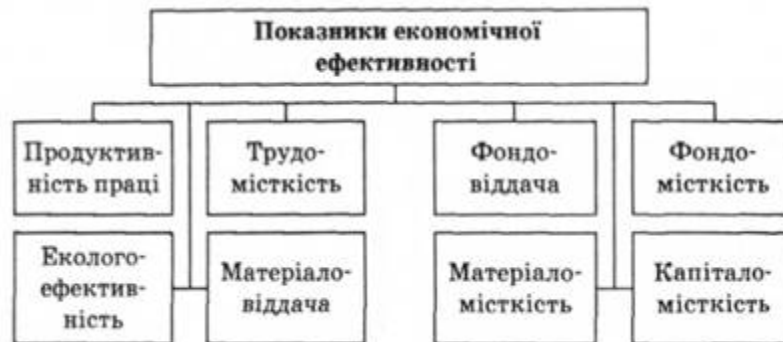 Показники економічної
ефективності
Продуктив-
ність праці
Трудо-
місткість
Фондо-
віддача
Фондо-
місткість
Еколого-
ефектив-
ність
Матеріало-
віддача
Матеріало-
місткість
Капітало-
місткість